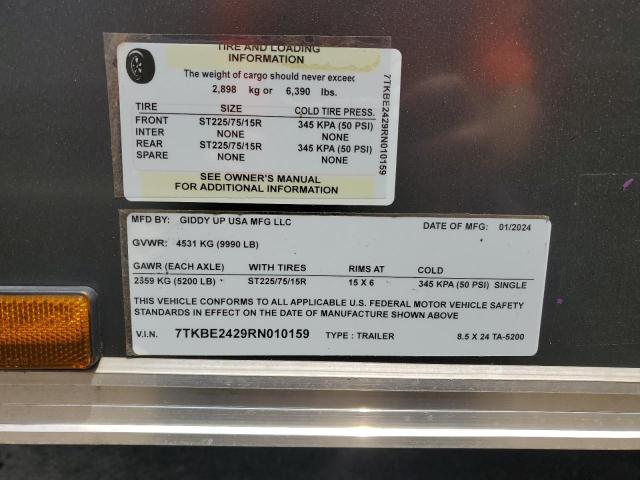 TIRE AND LOADING
INFORMATION
The weight of cargo should never exceed
2,898 kg or 6,390 lbs.
TIRE SIZE COLD TIRE PRESS.
FRONT ST225/75/15R 345 KPA (50 PSI)
INTER NONE NONE
REAR ST225/75/15R 345 KPA (50 PSI)
SPARE NONE NONE
SEE OWNER'S MANUAL
FOR ADDITIONAL INFORMATION
7TKBE2429RN010159
MFD BY: GIDDY UP USA MFG LLC DATE OF MFG: 01/2024
GVWR: 4531 KG (9990 LB)
GAWR (EACH AXLE) WITH TIRES RIMS AT COLD
2359 KG (5200 LB) ST225/75/15R 15 X 6 345 KPA (50 PSI) SINGLE
THIS VEHICLE CONFORMS TO ALL APPLICABLE U.S. FEDERAL MOTOR VEHICLE SAFETY
STANDARDS IN EFFECT ON THE DATE OF MANUFACTURE SHOWN ABOVE
V.I.N. 7TKBE2429RN010159 TYPE : TRAILER 8.5 X 24 TA-5200